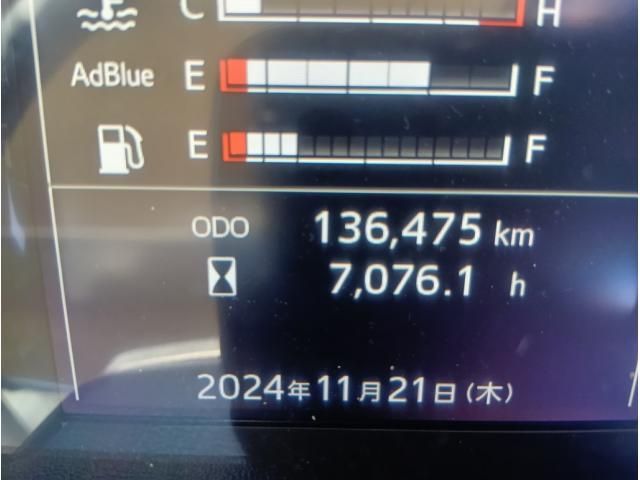 C H
AdBlue E F
E F
ODO 136,475 km
7,076.1 h
2024年11月21日(木)